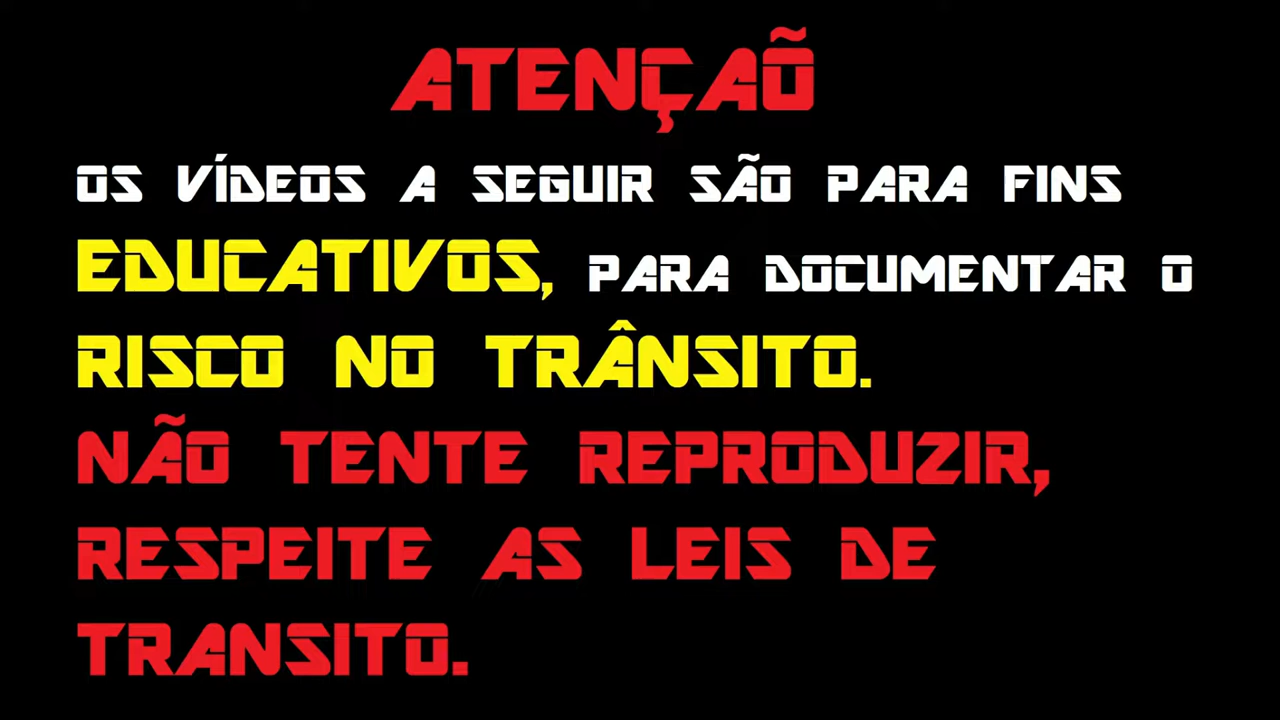 ATENÇAÕ
OS VÍDEOS A SEGUIR SÃO PARA FINS
EDUCATIVOS, PARA DOCUMENTAR O
RISCO NO TRÂNSITO.
NÃO TENTE REPRODUZIR,
RESPEITE AS LEIS DE
TRANSITO.